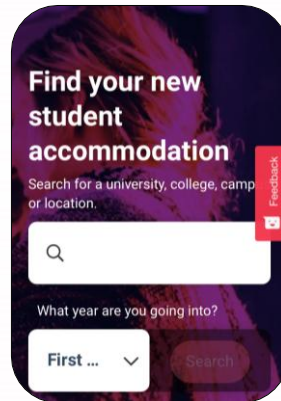 Find your new
student
accommodation
Search for a university, college, camp...
or location.
Feedback
What year are you going into?
First ...
Search